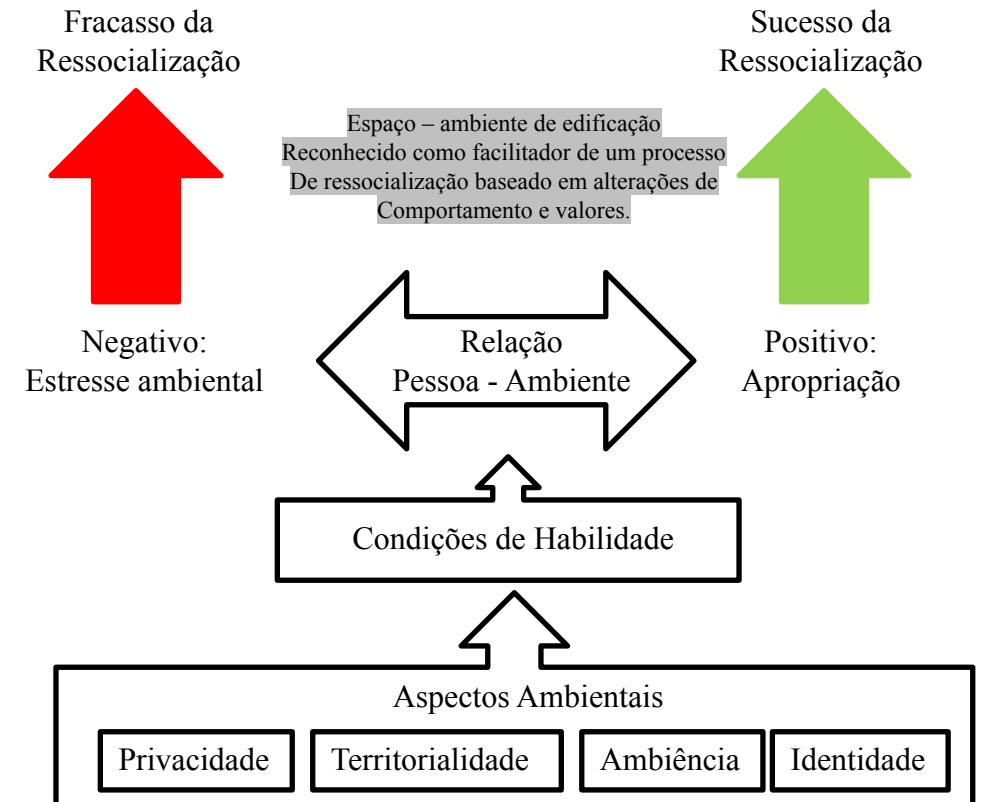 Fracasso da
Ressocialização
Sucesso da
Ressocialização
Espaço – ambiente de edificação
Reconhecido como facilitador de um processo
De ressocialização baseado em alterações de
Comportamento e valores.
Negativo:
Estresse ambiental
Relação
Pessoa - Ambiente
Positivo:
Apropriação
Condições de Habilidade
Aspectos Ambientais
Privacidade
Territorialidade
Ambiência
Identidade